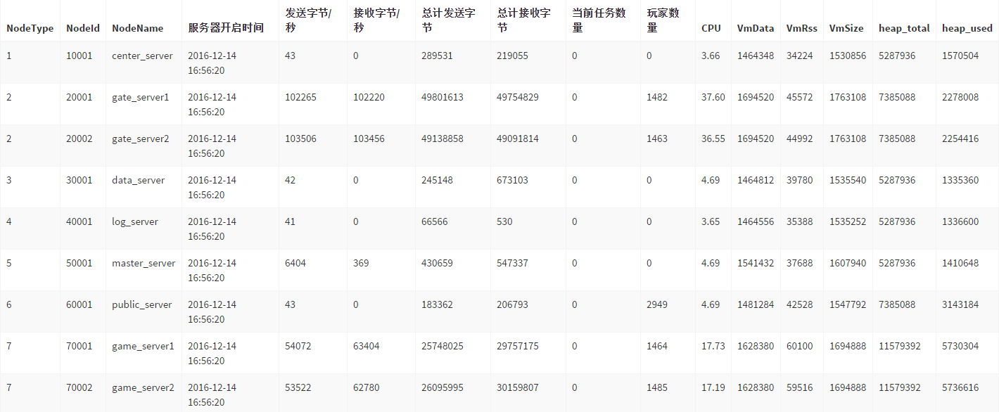 NodeType NodeId NodeName 服务器开启时间 发送字节/秒 接收字节/秒 总计发送字节 总计接收字节 当前任务数量 玩家数量 CPU VmData VmRss VmSize heap_total heap_used
1 10001 center_server 2016-12-14 16:56:20 43 0 289531 219055 0 0 3.66 1464348 34224 1530856 5287936 1570504
2 20001 gate_server1 2016-12-14 16:56:20 102265 102220 49801613 49754829 0 1482 37.60 1694520 45572 1763108 7385088 2278008
2 20002 gate_server2 2016-12-14 16:56:20 103506 103456 49138858 49091814 0 1463 36.55 1694520 44992 1763108 7385088 2254416
3 30001 data_server 2016-12-14 16:56:20 42 0 245148 673103 0 0 4.69 1464812 39780 1535540 5287936 1335360
4 40001 log_server 2016-12-14 16:56:20 41 0 66566 530 0 0 3.65 1464556 35388 1535252 5287936 1336600
5 50001 master_server 2016-12-14 16:56:20 6404 369 430659 547337 0 0 4.69 1541432 37688 1607940 5287936 1410648
6 60001 public_server 2016-12-14 16:56:20 43 0 183362 206793 0 2949 4.69 1481284 42528 1547792 7385088 3143184
7 70001 game_server1 2016-12-14 16:56:20 54072 63404 25748025 29757175 0 1464 17.73 1628380 60100 1694888 11579392 5730304
7 70002 game_server2 2016-12-14 16:56:20 53522 62780 26095995 30159807 0 1485 17.19 1628380 59516 1694888 11579392 5736616